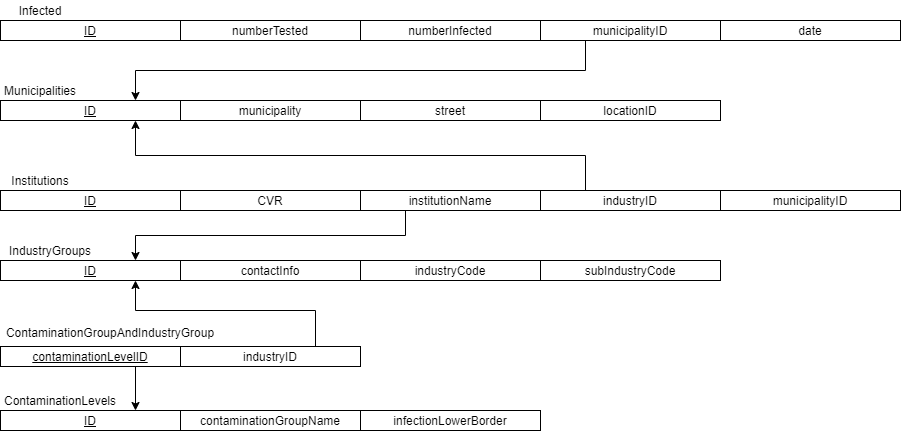 Infected
ID numberTested numberInfected municipalityID date
Municipalities
ID municipality street locationID
Institutions
ID CVR institutionName industryID municipalityID
IndustryGroups
ID contactInfo industryCode subIndustryCode
ContaminationGroupAndIndustryGroup
contaminationLevelID industryID
ContaminationLevels
ID contaminationGroupName infectionLowerBorder